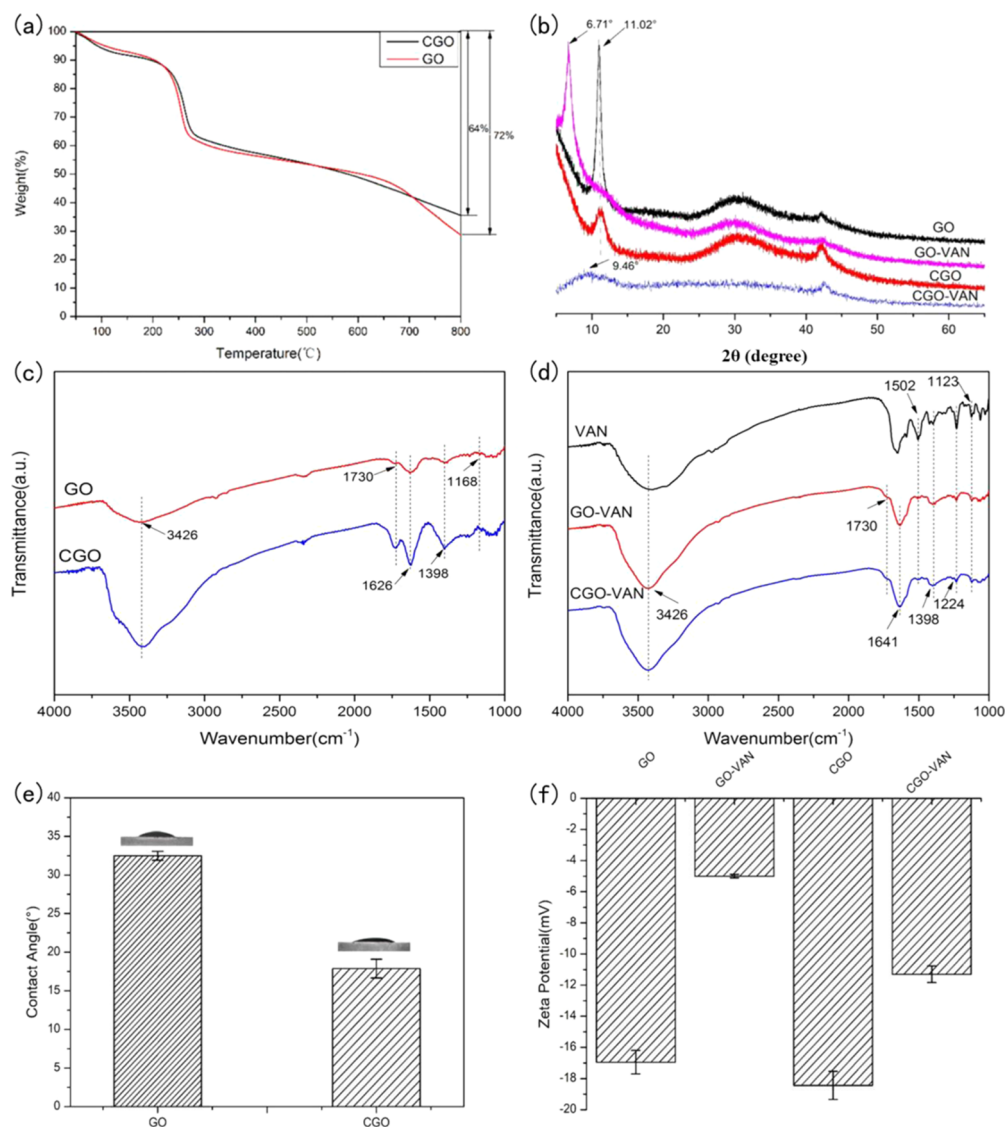 (a)
100
90
80
70
60
50
40
30
20
10
0
Weight(%)
CGO
GO
64%
72%
100 200 300 400 500 600 700 800
Temperature(℃)
(b)
6.71°
11.02°
9.46°
GO
GO-VAN
CGO
CGO-VAN
10 20 30 40 50 60
2θ (degree)
(c)
Transmittance(a.u.)
GO
CGO
3426
1730
1168
1626
1398
4000 3500 3000 2500 2000 1500 1000
Wavenumber(cm-1)
(d)
Transmittance(a.u.)
VAN
GO-VAN
CGO-VAN
1502
1123
1730
3426
1641
1398
1224
4000 3500 3000 2500 2000 1500 1000
Wavenumber(cm-1)
(e)
40
35
30
25
20
15
10
5
0
Contact Angle(°)
GO CGO
(f)
GO GO-VAN CGO CGO-VAN
0
-2
-4
-6
-8
-10
-12
-14
-16
-18
-20
Zeta Potential(mV)